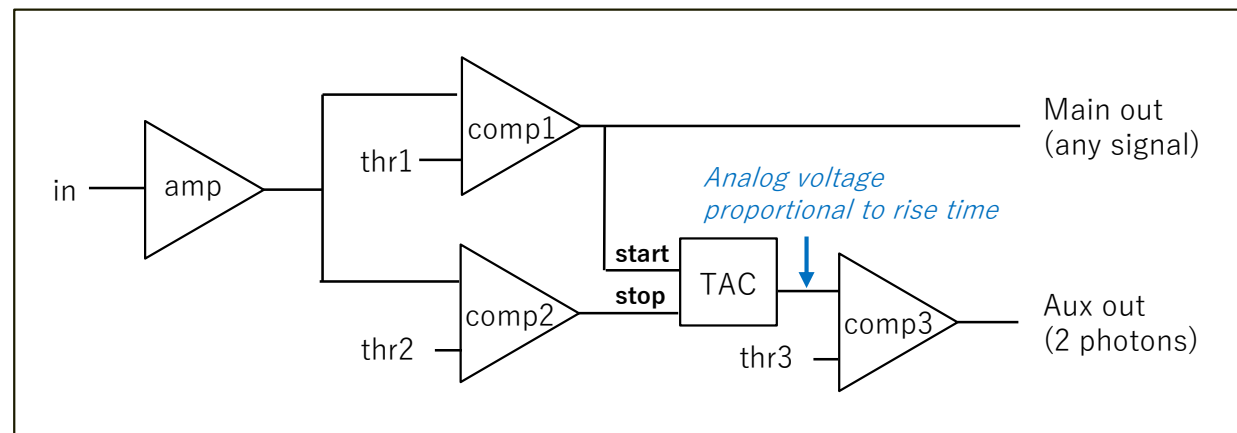 in
amp
comp1
thr1
comp2
thr2
start
stop
TAC
Analog voltage
proportional to rise time
comp3
thr3
Main out
(any signal)
Aux out
(2 photons)